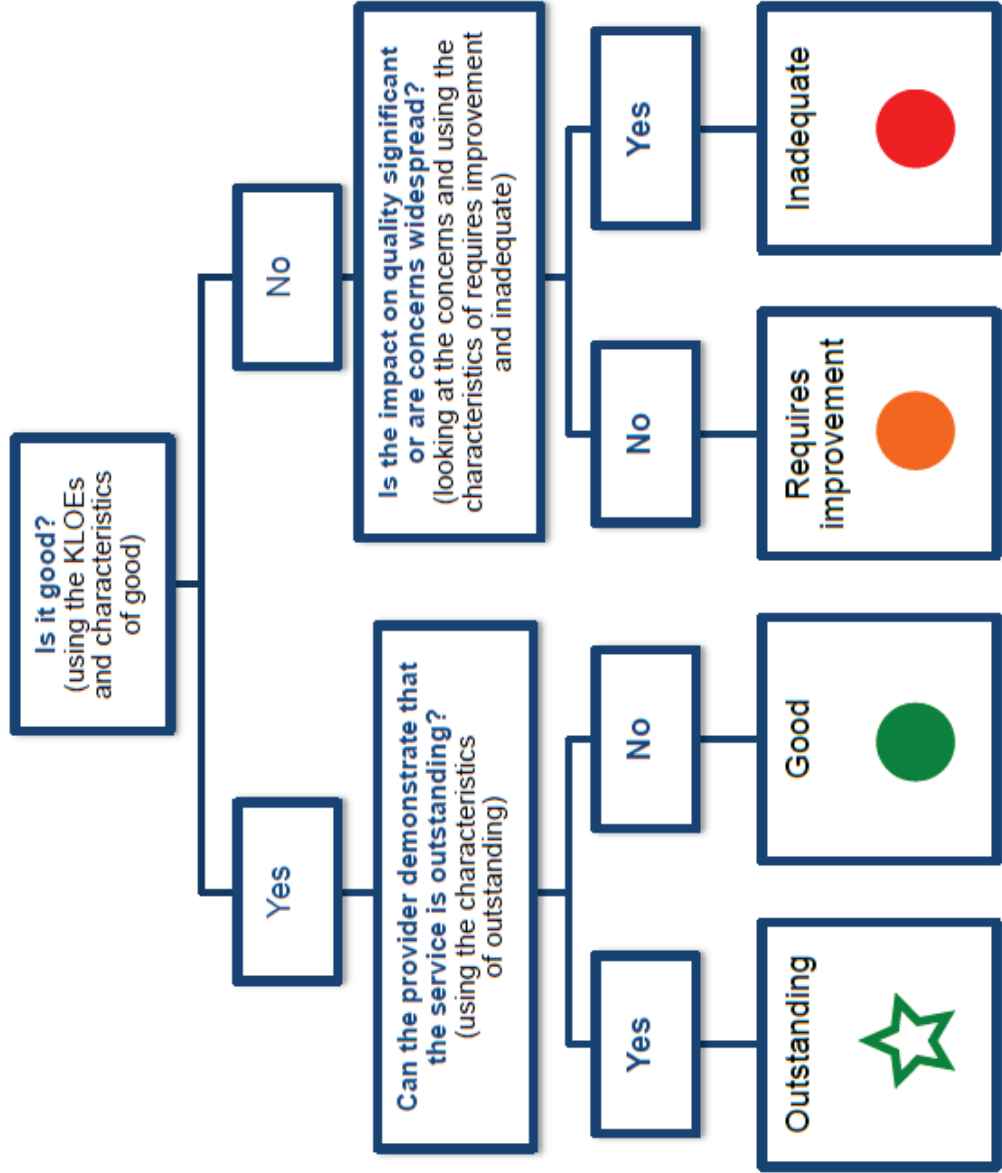 Is it good?
(using the KLOEs
and characteristics
of good)
Yes
No
Can the provider demonstrate that
the service is outstanding?
(using the characteristics
of outstanding)
Is the impact on quality significant
or are concerns widespread?
(looking at the concerns and using the
characteristics of requires improvement
and inadequate)
Yes
No
No
Yes
Outstanding
Good
Requires
improvement
Inadequate